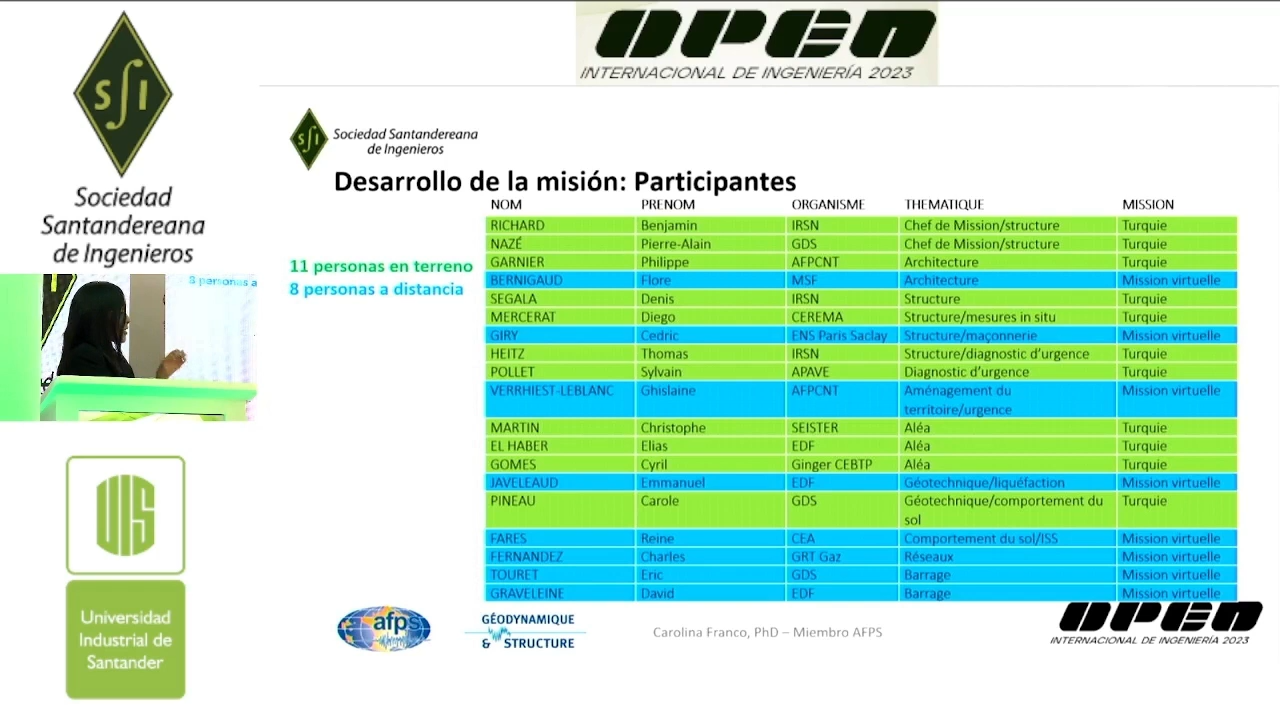 SſI
Sociedad
Santandereana
de Ingenieros
OPEN
INTERNACIONAL DE INGENIERÍA 2023
SſI
Sociedad Santandereana
de Ingenieros
Desarrollo de la misión: Participantes
11 personas en terreno
8 personas a distancia
NOM PRENOM ORGANISME THEMATIQUE MISSION
RICHARD Benjamin IRSN Chef de Mission/structure Turquie
NAZÉ Pierre-Alain GDS Chef de Mission/structure Turquie
GARNIER Philippe AFPCNT Architecture Turquie
BERNIGAUD Flore MSF Architecture Mission virtuelle
SEGALA Denis IRSN Structure Turquie
MERCERAT Diego CEREMA Structure/mesures in situ Turquie
GIRY Cedric ENS Paris Saclay Structure/maçonnerie Mission virtuelle
HEITZ Thomas IRSN Structure/diagnostic d'urgence Turquie
POLLET Sylvain APAVE Diagnostic d'urgence Turquie
VERRHIEST-LEBLANC Ghislaine AFPCNT Aménagement du Mission virtuelle
territoire/urgence
MARTIN Christophe SEISTER Aléa Turquie
EL HABER Elias EDF Aléa Turquie
GOMES Cyril Ginger CEBTP Aléa Turquie
JAVELEAUD Emmanuel EDF Géotechnique/liquéfaction Mission virtuelle
PINEAU Carole GDS Géotechnique/comportement du Turquie
sol
FARES Reine CEA Comportement du sol/ISS Mission virtuelle
FERNANDEZ Charles GRT Gaz Réseaux Mission virtuelle
TOURET Eric GDS Barrage Mission virtuelle
GRAVELEINE David EDF Barrage Mission virtuelle
8 personas a
UIS
Universidad
Industrial de
Santander
afps
GÉODYNAMIQUE
& STRUCTURE
Carolina Franco, PhD – Miembro AFPS
OPEN
INTERNACIONAL DE INGENIERÍA 2023